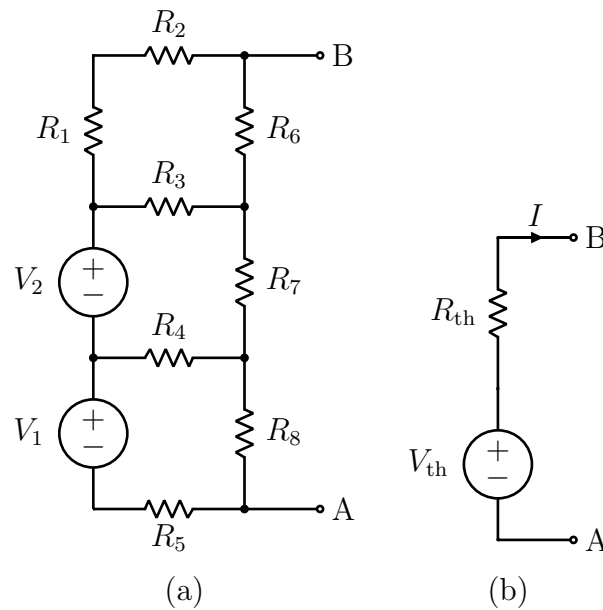 R₂
B
R₁
R₆
R₃
I
B
V₂
+
−
R₇
R₄
Rth
V₁
+
−
R₈
Vth
+
−
A
R₅
A
(a)
(b)